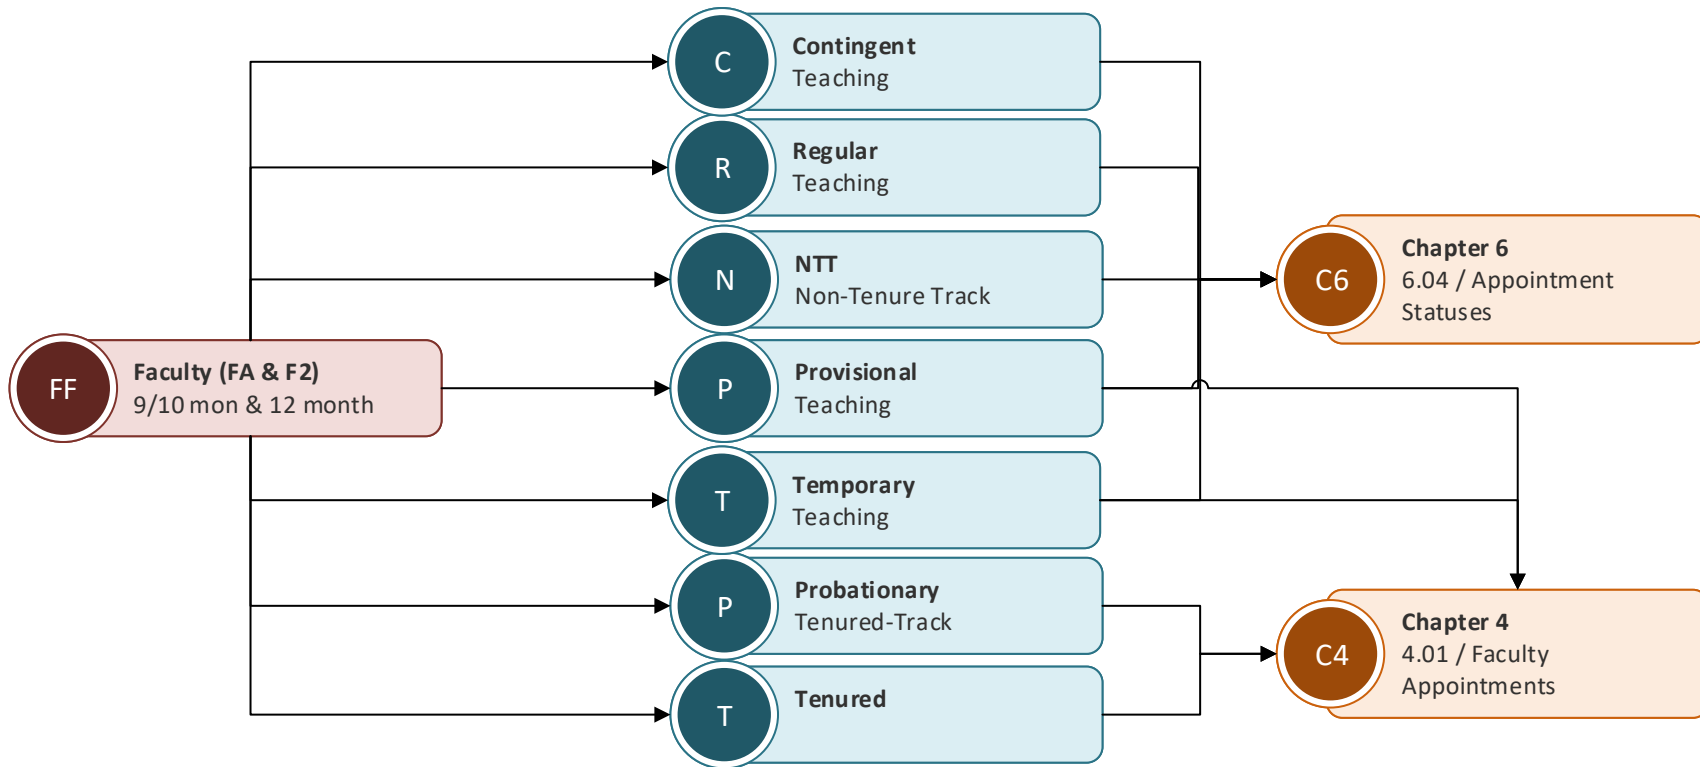 FF
Faculty (FA & F2)
9/10 mon & 12 month
C
Contingent
Teaching
R
Regular
Teaching
N
NTT
Non-Tenure Track
P
Provisional
Teaching
T
Temporary
Teaching
P
Probationary
Tenured-Track
T
Tenured
C6
Chapter 6
6.04 / Appointment
Statuses
C4
Chapter 4
4.01 / Faculty
Appointments